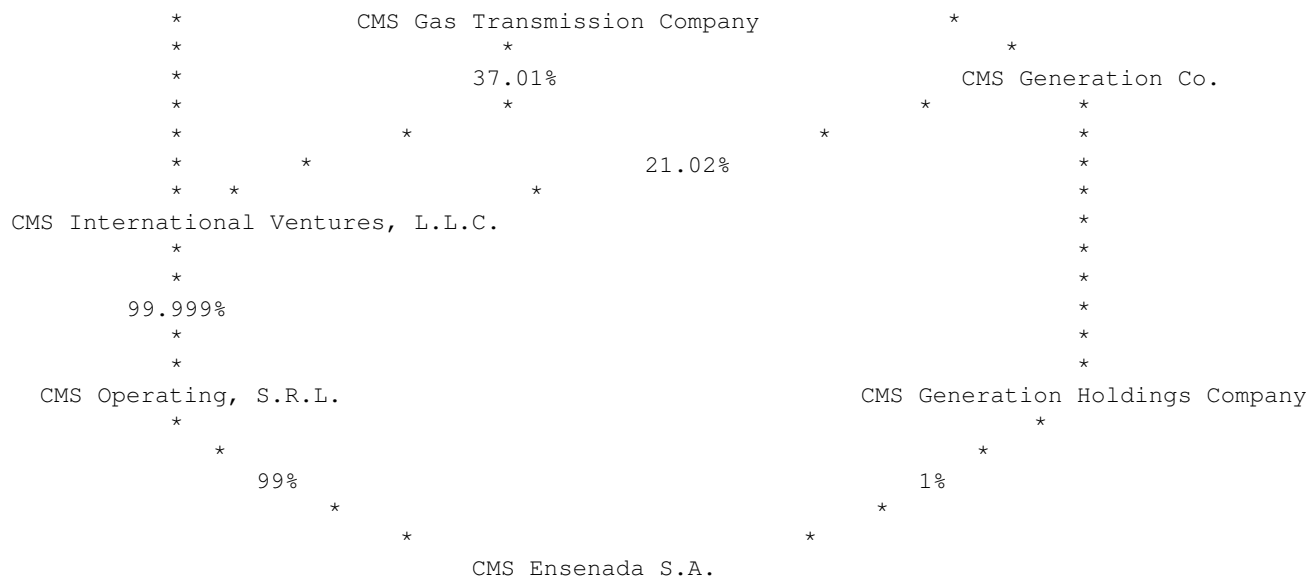 * CMS Gas Transmission Company *
* * *
* 37.01% CMS Generation Co.
* * * *
* * * *
* * 21.02% *
* * * *
CMS International Ventures, L.L.C. *
* *
* *
99.999% *
* *
* *
CMS Operating, S.R.L. CMS Generation Holdings Company
* *
* *
99% 1%
* *
* *
CMS Ensenada S.A.